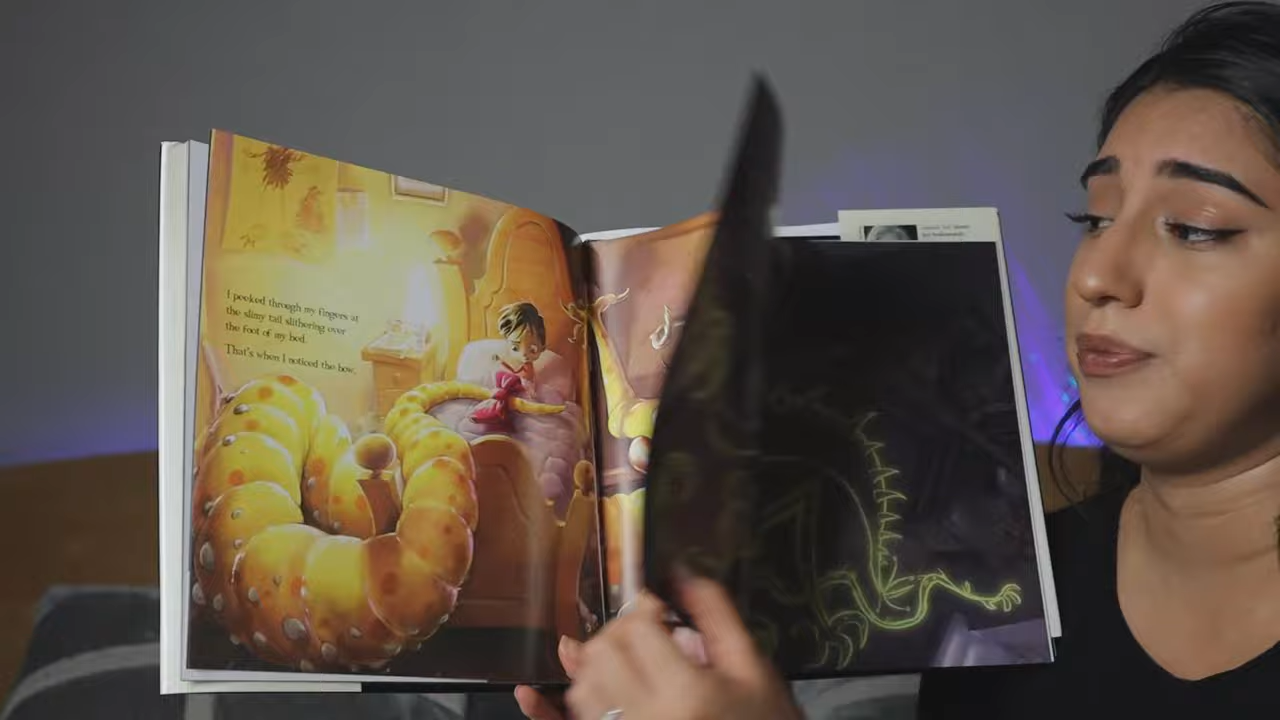 I peeked through my fingers at
the slimy tail slithering over
the foot of my bed.
That's when I noticed the bow.